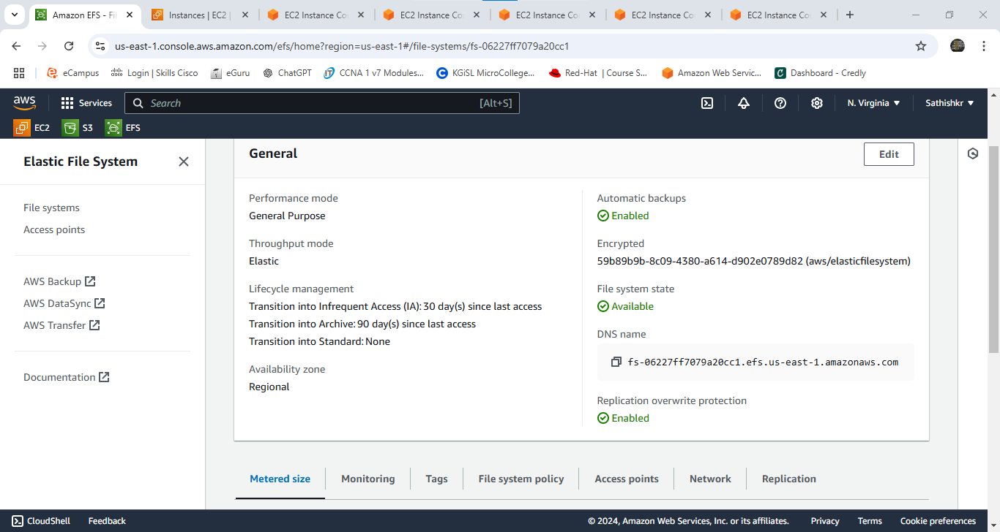 Amazon EFS - Fil
Instances | EC2 |
EC2 Instance Co
EC2 Instance Co
EC2 Instance Co
EC2 Instance Co
EC2 Instance Co
us-east-1.console.aws.amazon.com/efs/home?region=us-east-1#/file-systems/fs-06227ff7079a20cc1
eCampus
Login | Skills Cisco
eGuru
ChatGPT
CCNA 1 v7 Modules...
KGiSL MicroCollege...
Red-Hat | Course S...
Amazon Web Servic...
Dashboard - Credly
aws
Services
Search
[Alt+S]
N. Virginia
Sathishkr
EC2
S3
EFS
Elastic File System
File systems
Access points
AWS Backup
AWS DataSync
AWS Transfer
Documentation
General
Edit
Performance mode
General Purpose
Throughput mode
Elastic
Lifecycle management
Transition into Infrequent Access (IA): 30 day(s) since last access
Transition into Archive: 90 day(s) since last access
Transition into Standard: None
Availability zone
Regional
Automatic backups
Enabled
Encrypted
59b89b9b-8c09-4380-a614-d902e0789d82 (aws/elasticfilesystem)
File system state
Available
DNS name
fs-06227ff7079a20cc1.efs.us-east-1.amazonaws.com
Replication overwrite protection
Enabled
Metered size
Monitoring
Tags
File system policy
Access points
Network
Replication
CloudShell
Feedback
© 2024, Amazon Web Services, Inc. or its affiliates.
Privacy
Terms
Cookie preferences